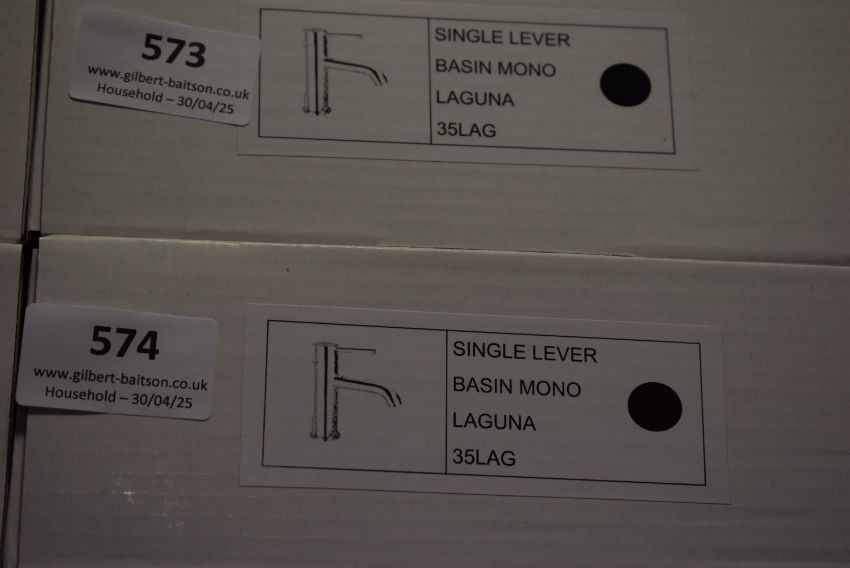 573
www.gilbert-baitson.co.uk
Household – 30/04/25
SINGLE LEVER
BASIN MONO
LAGUNA
35LAG
574
www.gilbert-baitson.co.uk
Household – 30/04/25
SINGLE LEVER
BASIN MONO
LAGUNA
35LAG